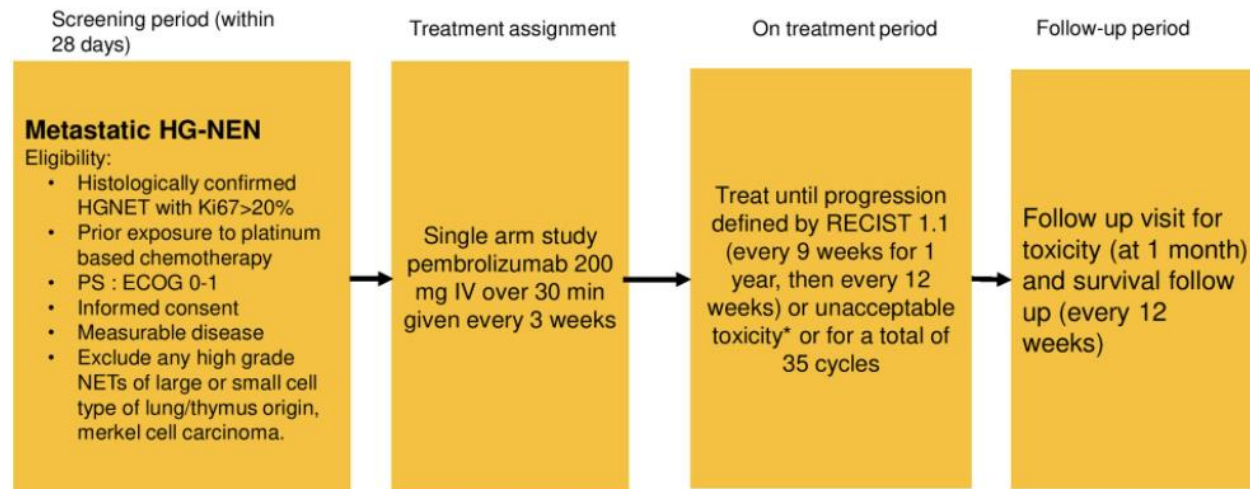 Screening period (within
28 days)
Treatment assignment
On treatment period
Follow-up period
Metastatic HG-NEN
Eligibility:
• Histologically confirmed
HGNET with Ki67>20%
• Prior exposure to platinum
based chemotherapy
• PS : ECOG 0-1
• Informed consent
• Measurable disease
• Exclude any high grade
NETs of large or small cell
type of lung/thymus origin,
merkel cell carcinoma.
Single arm study
pembrolizumab 200
mg IV over 30 min
given every 3 weeks
Treat until progression
defined by RECIST 1.1
(every 9 weeks for 1
year, then every 12
weeks) or unacceptable
toxicity* or for a total of
35 cycles
Follow up visit for
toxicity (at 1 month)
and survival follow
up (every 12
weeks)